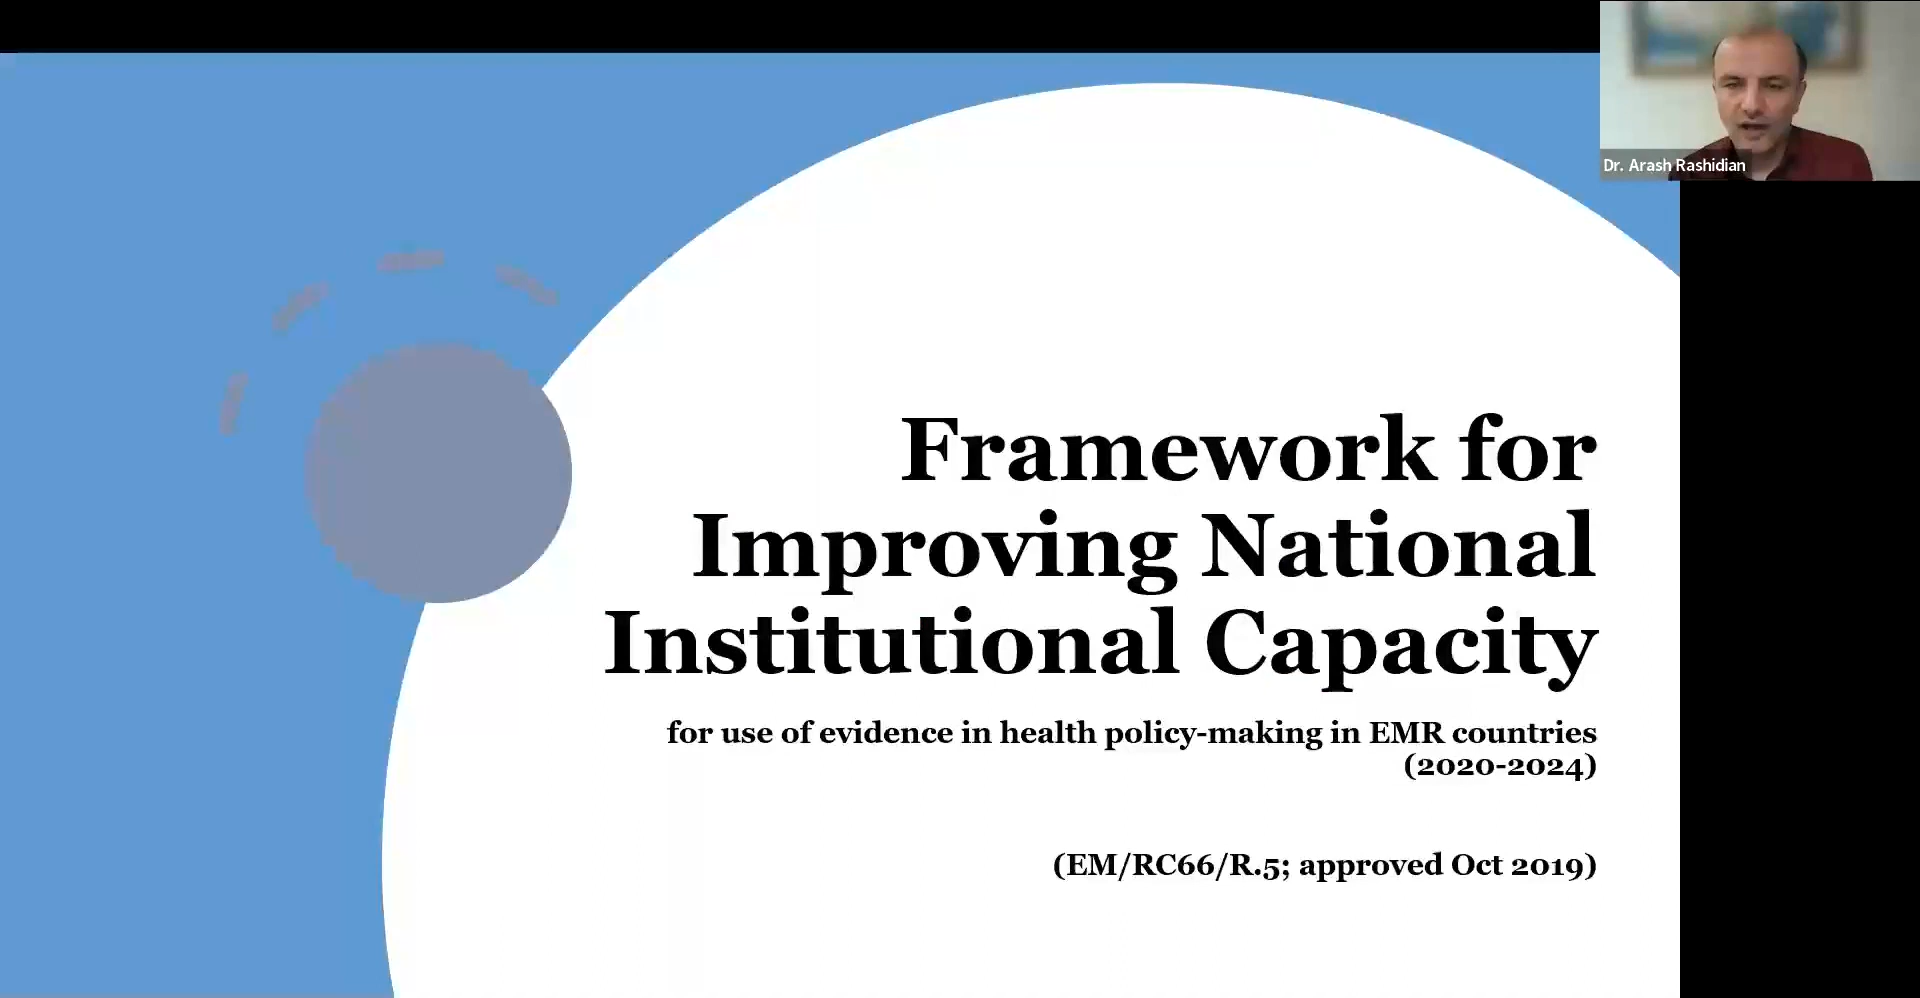 Dr. Arash Rashidian
Framework for
Improving National
Institutional Capacity
for use of evidence in health policy-making in EMR countries
(2020-2024)
(EM/RC66/R.5; approved Oct 2019)